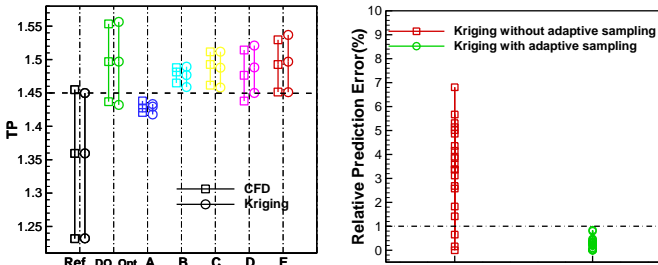 1.55
1.5
1.45
1.4
1.35
1.3
1.25
TP
CFD
Kriging
Ref DO Opt A B C D E
10
9
8
7
6
5
4
3
2
1
0
Relative Prediction Error(%)
Kriging without adaptive sampling
Kriging with adaptive sampling